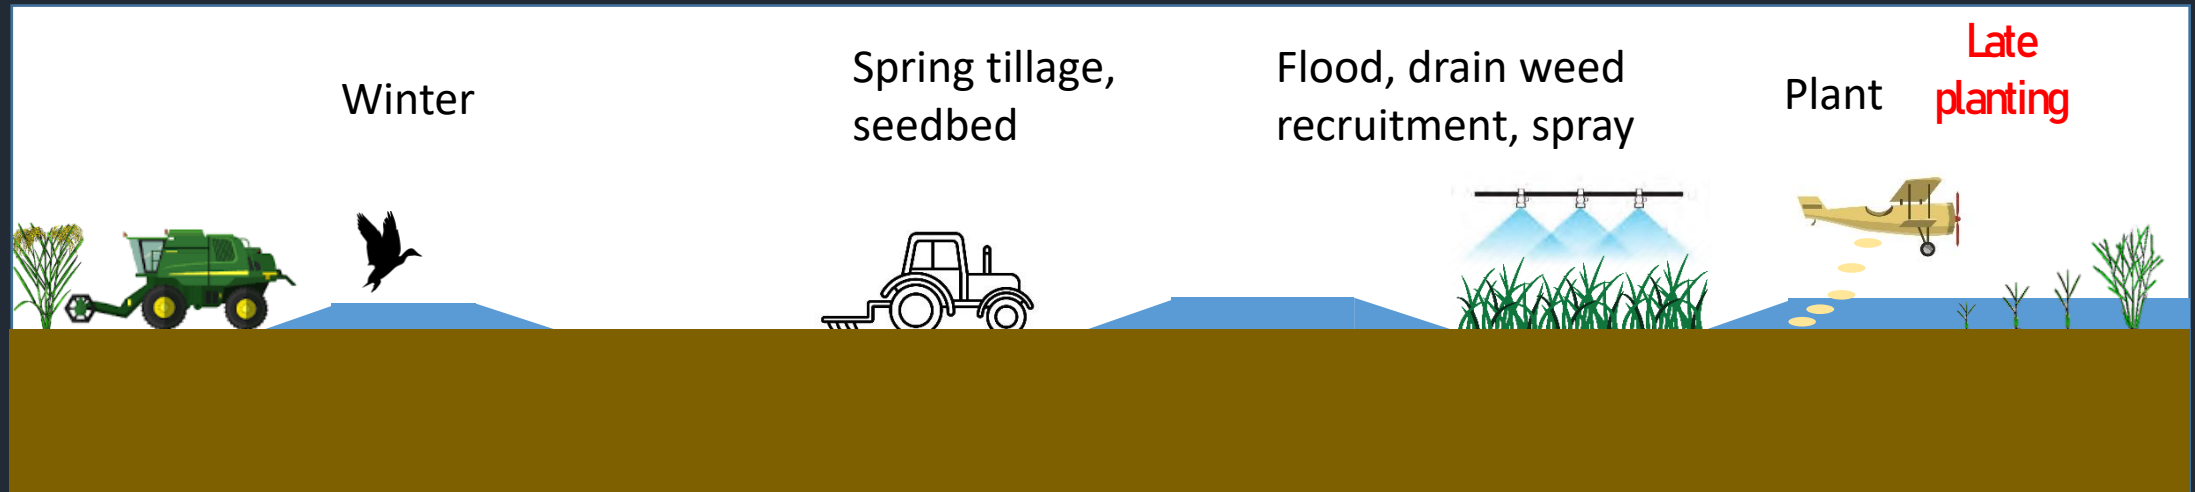 Winter
Spring tillage,
seedbed
Flood, drain weed
recruitment, spray
Plant
Late
planting